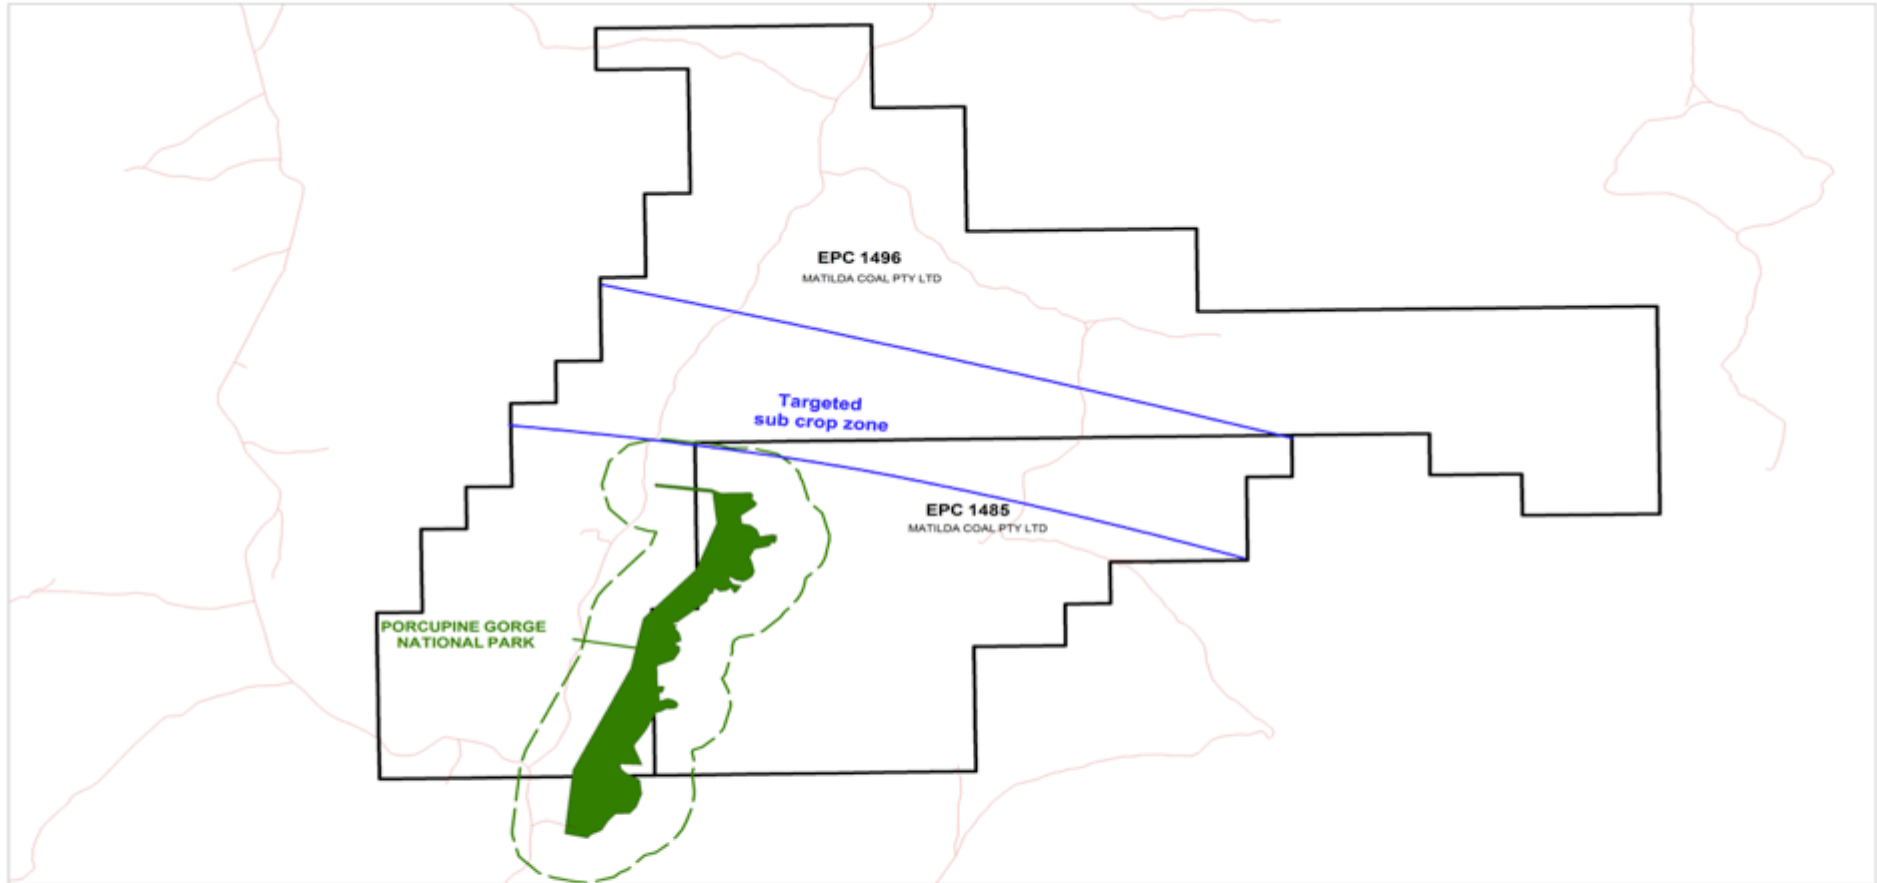 EPC 1496
MATILDA COAL PTY LTD
Targeted
sub crop zone
EPC 1485
MATILDA COAL PTY LTD
PORCUPINE GORGE
NATIONAL PARK